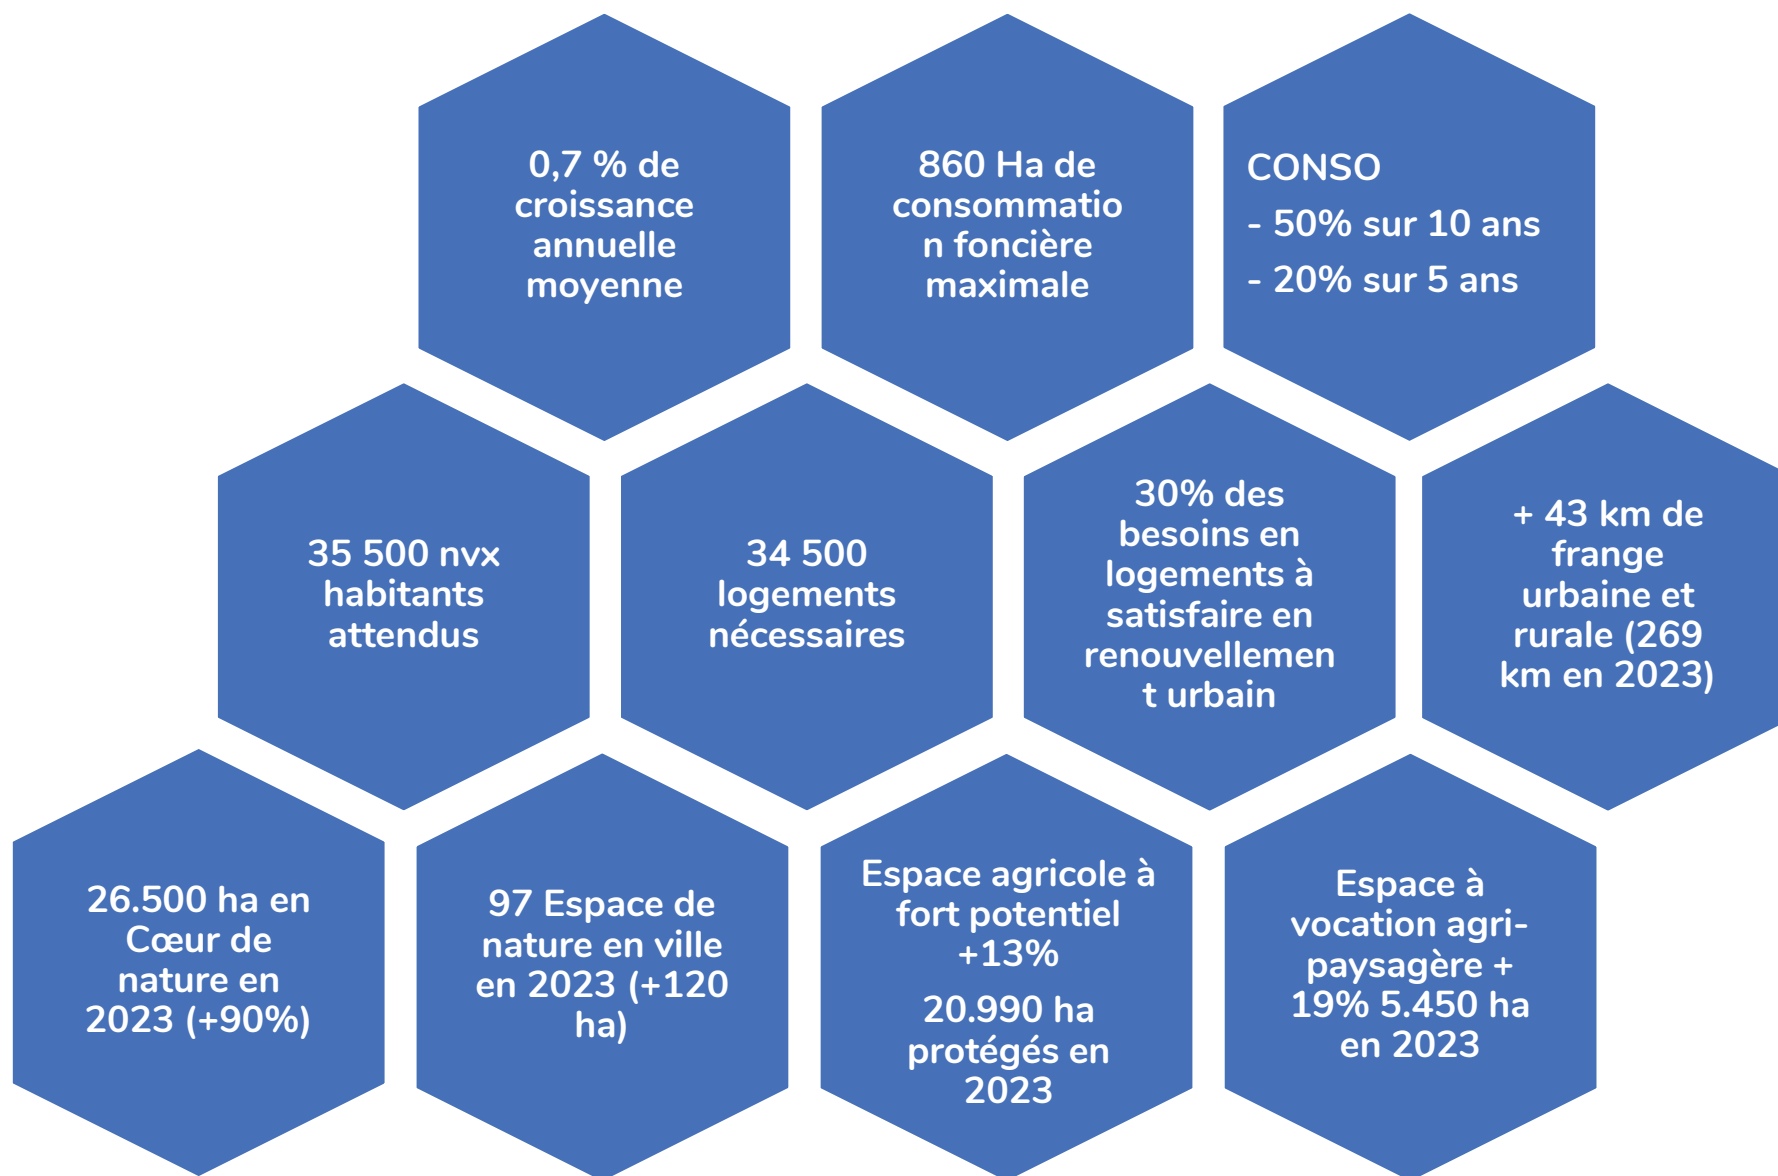 0,7 % de
croissance
annuelle
moyenne
860 Ha de
consommatio
n foncière
maximale
CONSO
- 50% sur 10 ans
- 20% sur 5 ans
35 500 nvx
habitants
attendus
34 500
logements
nécessaires
30% des
besoins en
logements à
satisfaire en
renouvellemen
t urbain
+ 43 km de
frange
urbaine et
rurale (269
km en 2023)
26.500 ha en
Cœur de
nature en
2023 (+90%)
97 Espace de
nature en ville
en 2023 (+120
ha)
Espace agricole à
fort potentiel
+13%
20.990 ha
protégés en
2023
Espace à
vocation agri-
paysagère +
19% 5.450 ha
en 2023